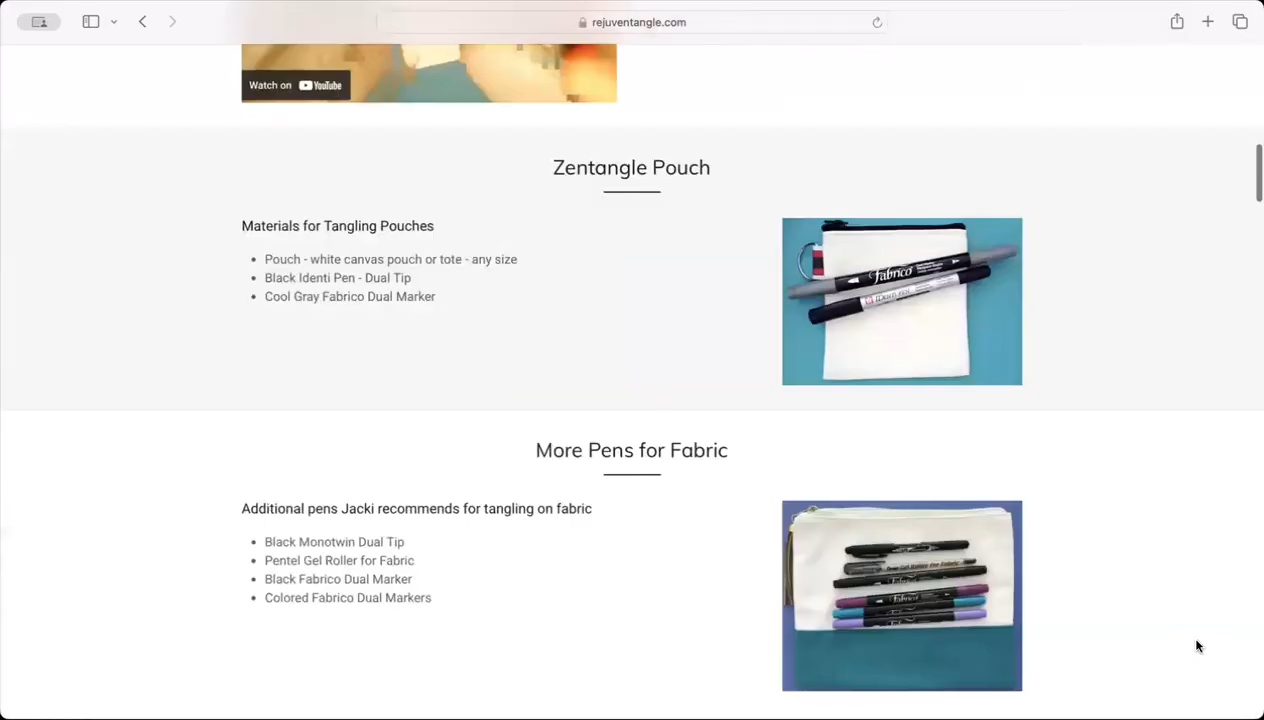 rejuventangle.com
Watch on YouTube
Zentangle Pouch
Materials for Tangling Pouches
Pouch - white canvas pouch or tote - any size
Black Identi Pen - Dual Tip
Cool Gray Fabrico Dual Marker
fabrico
More Pens for Fabric
Additional pens Jacki recommends for tangling on fabric
Black Monotwin Dual Tip
Pentel Gel Roller for Fabric
Black Fabrico Dual Marker
Colored Fabrico Dual Markers